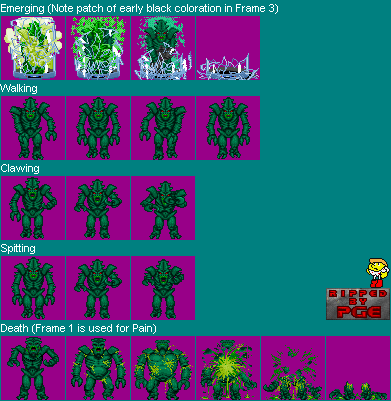 Emerging (Note patch of early black coloration in Frame 3)
Walking
Clawing
Spitting
RIPPED
BY
PGE
Death (Frame 1 is used for Pain)